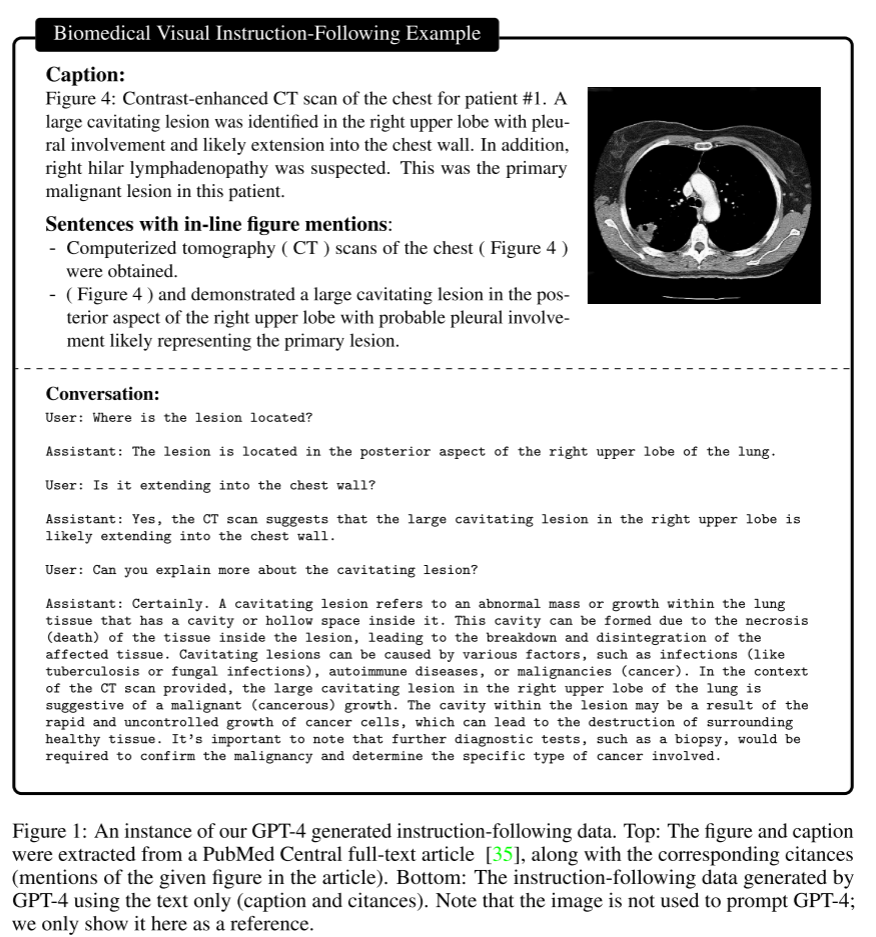 Biomedical Visual Instruction-Following Example
Caption:
Figure 4: Contrast-enhanced CT scan of the chest for patient #1. A
large cavitating lesion was identified in the right upper lobe with pleu-
ral involvement and likely extension into the chest wall. In addition,
right hilar lymphadenopathy was suspected. This was the primary
malignant lesion in this patient.
Sentences with in-line figure mentions:
- Computerized tomography ( CT ) scans of the chest ( Figure 4 )
were obtained.
- ( Figure 4 ) and demonstrated a large cavitating lesion in the pos-
terior aspect of the right upper lobe with probable pleural involve-
ment likely representing the primary lesion.
Conversation:
User: Where is the lesion located?
Assistant: The lesion is located in the posterior aspect of the right upper lobe of the lung.
User: Is it extending into the chest wall?
Assistant: Yes, the CT scan suggests that the large cavitating lesion in the right upper lobe is
likely extending into the chest wall.
User: Can you explain more about the cavitating lesion?
Assistant: Certainly. A cavitating lesion refers to an abnormal mass or growth within the lung
tissue that has a cavity or hollow space inside it. This cavity can be formed due to the necrosis
(death) of the tissue inside the lesion, leading to the breakdown and disintegration of the
affected tissue. Cavitating lesions can be caused by various factors, such as infections (like
tuberculosis or fungal infections), autoimmune diseases, or malignancies (cancer). In the context
of the CT scan provided, the large cavitating lesion in the right upper lobe of the lung is
suggestive of a malignant (cancerous) growth. The cavity within the lesion may be a result of the
rapid and uncontrolled growth of cancer cells, which can lead to the destruction of surrounding
healthy tissue. It's important to note that further diagnostic tests, such as a biopsy, would be
required to confirm the malignancy and determine the specific type of cancer involved.
Figure 1: An instance of our GPT-4 generated instruction-following data. Top: The figure and caption
were extracted from a PubMed Central full-text article [35], along with the corresponding citances
(mentions of the given figure in the article). Bottom: The instruction-following data generated by
GPT-4 using the text only (caption and citances). Note that the image is not used to prompt GPT-4;
we only show it here as a reference.